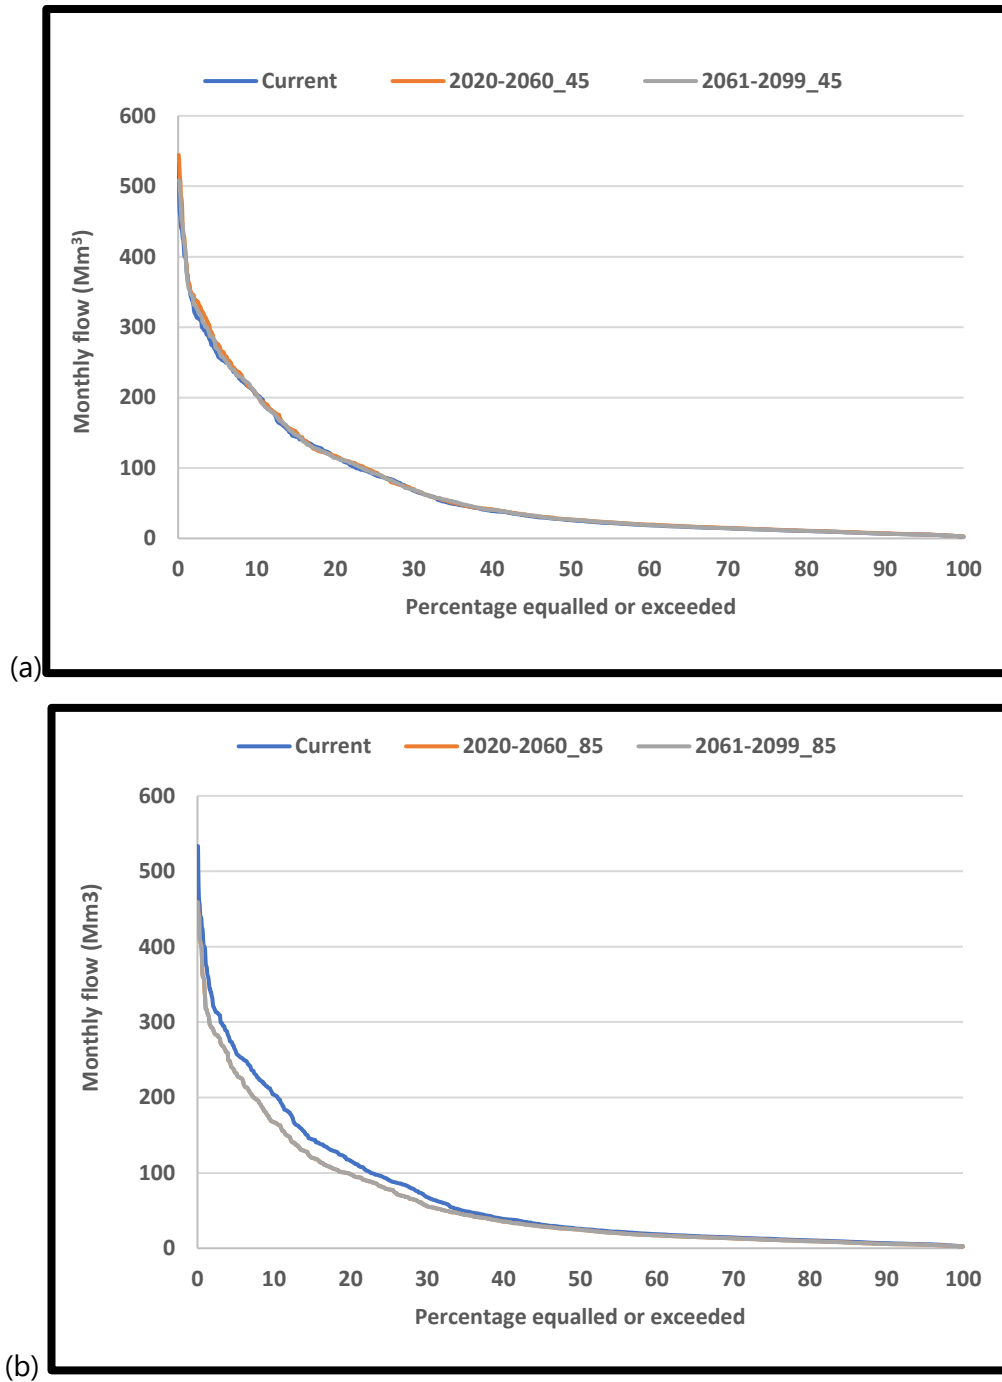 Current 2020-2060_45 2061-2099_45
600
500
400
300
200
100
0
Monthly flow (Mm³)
0 10 20 30 40 50 60 70 80 90 100
Percentage equalled or exceeded
(a)
Current 2020-2060_85 2061-2099_85
600
500
400
300
200
100
0
Monthly flow (Mm3)
0 10 20 30 40 50 60 70 80 90 100
Percentage equalled or exceeded
(b)